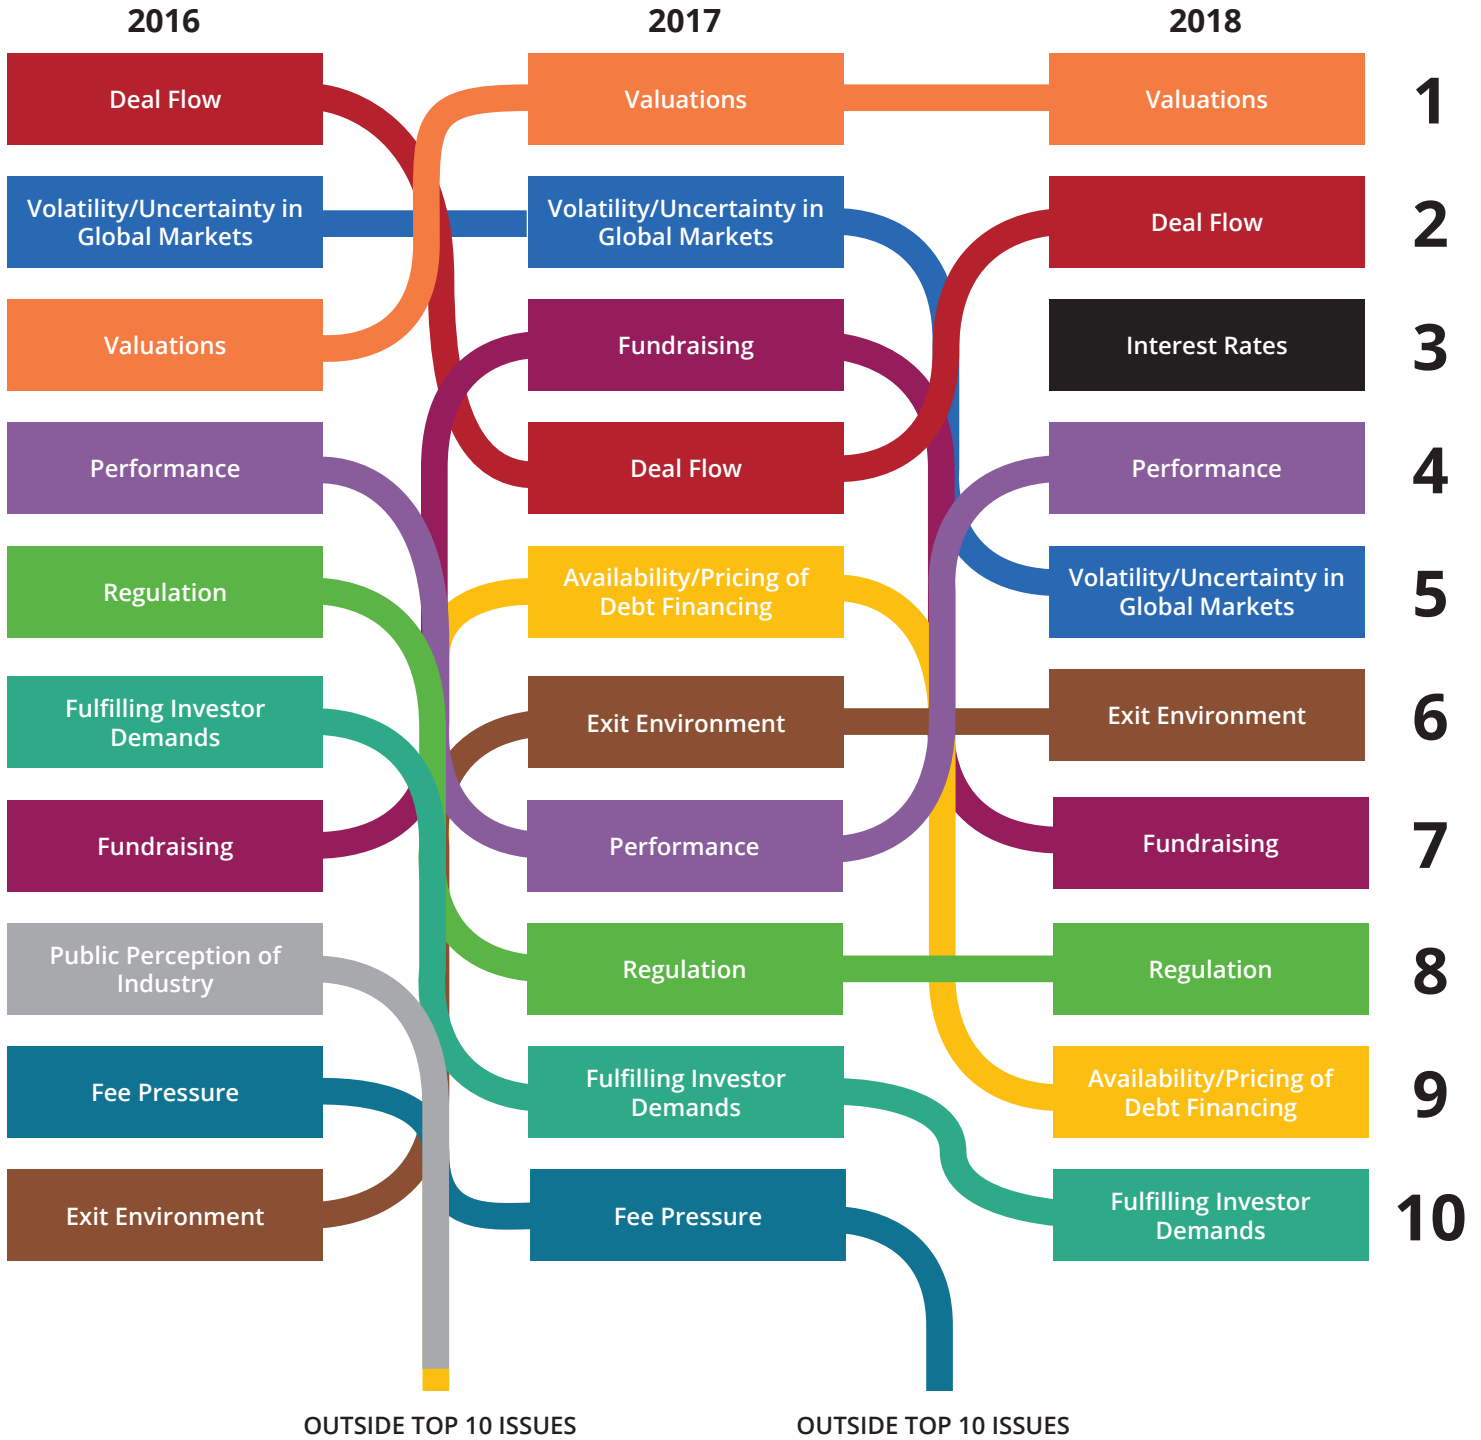 2016
2017
2018
Deal Flow
Valuations
Valuations
1
Volatility/Uncertainty in
Global Markets
Volatility/Uncertainty in
Global Markets
Deal Flow
2
Valuations
Fundraising
Interest Rates
3
Performance
Deal Flow
Performance
4
Regulation
Availability/Pricing of
Debt Financing
Volatility/Uncertainty in
Global Markets
5
Fulfilling Investor
Demands
Exit Environment
Exit Environment
6
Fundraising
Performance
Fundraising
7
Public Perception of
Industry
Regulation
Regulation
8
Fee Pressure
Fulfilling Investor
Demands
Availability/Pricing of
Debt Financing
9
Exit Environment
Fee Pressure
Fulfilling Investor
Demands
10
OUTSIDE TOP 10 ISSUES
OUTSIDE TOP 10 ISSUES